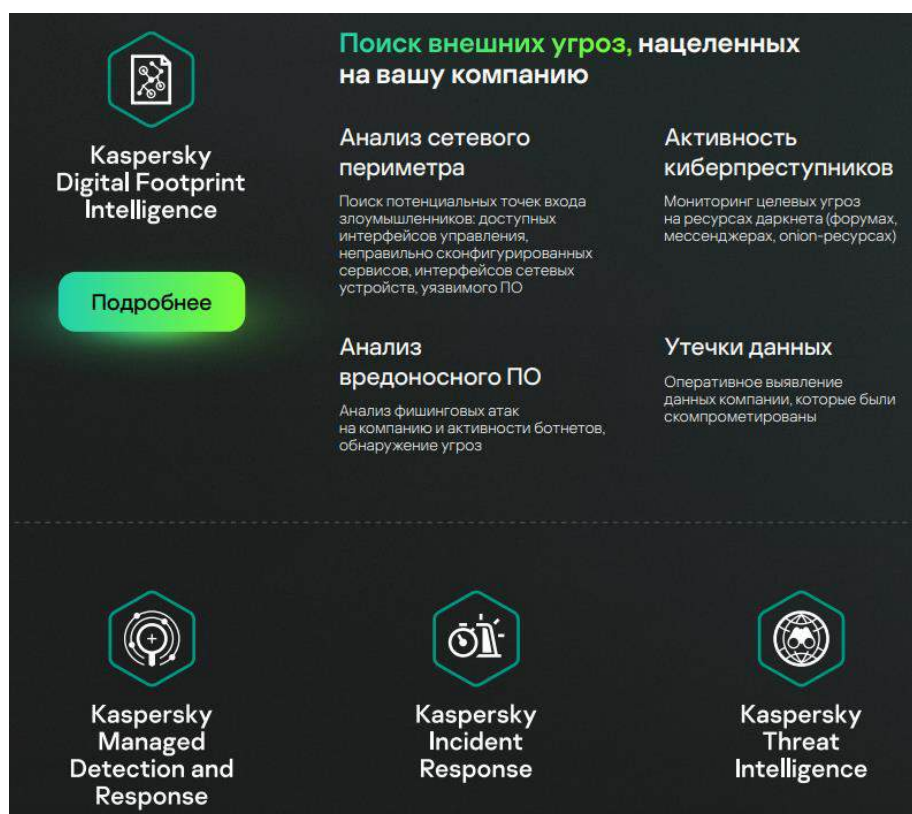 Kaspersky
Digital Footprint
Intelligence
Подробнее
Поиск внешних угроз, нацеленных
на вашу компанию
Анализ сетевого
периметра
Поиск потенциальных точек входа
злоумышленников: доступных
интерфейсов управления,
неправильно сконфигурированных
сервисов, интерфейсов сетевых
устройств, уязвимого ПО
Активность
киберпреступников
Мониторинг целевых угроз
на ресурсах даркнета (форумах,
мессенджерах, onion-ресурсах)
Анализ
вредоносного ПО
Анализ фишинговых атак
на компанию и активности ботнетов,
обнаружение угроз
Утечки данных
Оперативное выявление
данных компании, которые были
скомпрометированы
Kaspersky
Managed
Detection and
Response
Kaspersky
Incident
Response
Kaspersky
Threat
Intelligence